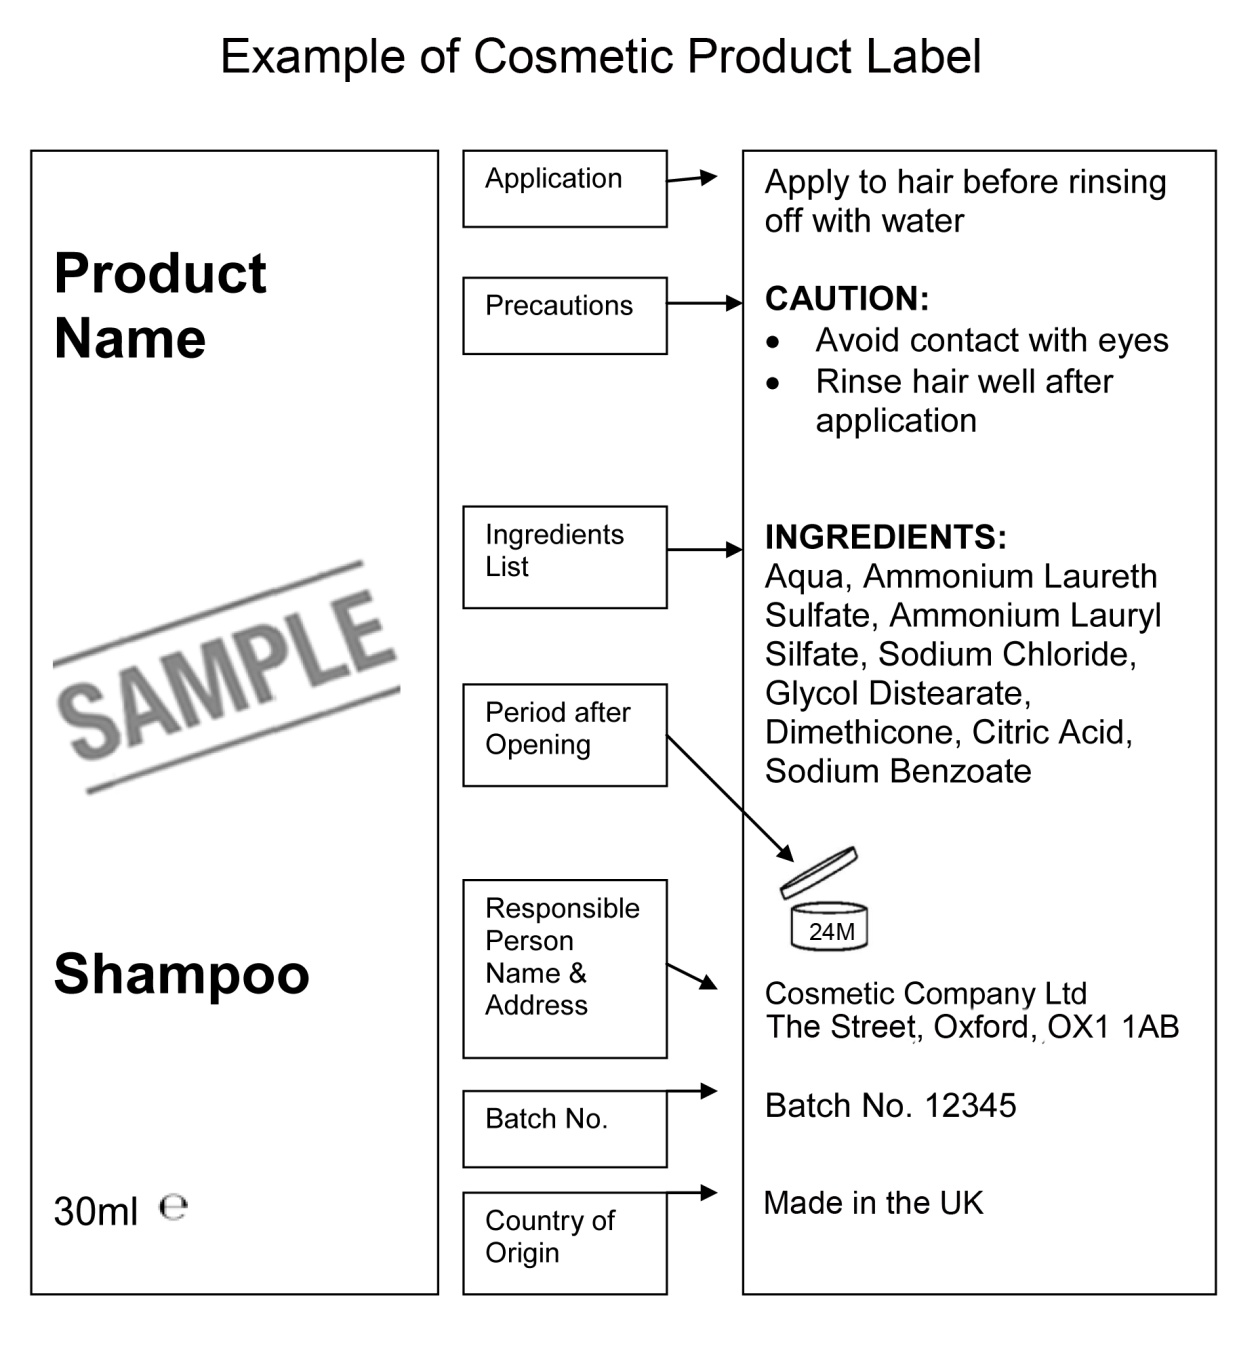 Example of Cosmetic Product Label
Product
Name
SAMPLE
Shampoo
30ml ℮
Application
Precautions
Ingredients
List
Period after
Opening
Responsible
Person
Name &
Address
Batch No.
Country of
Origin
Apply to hair before rinsing
off with water
CAUTION:
• Avoid contact with eyes
• Rinse hair well after
application
INGREDIENTS:
Aqua, Ammonium Laureth
Sulfate, Ammonium Lauryl
Silfate, Sodium Chloride,
Glycol Distearate,
Dimethicone, Citric Acid,
Sodium Benzoate
24M
Cosmetic Company Ltd
The Street, Oxford, OX1 1AB
Batch No. 12345
Made in the UK